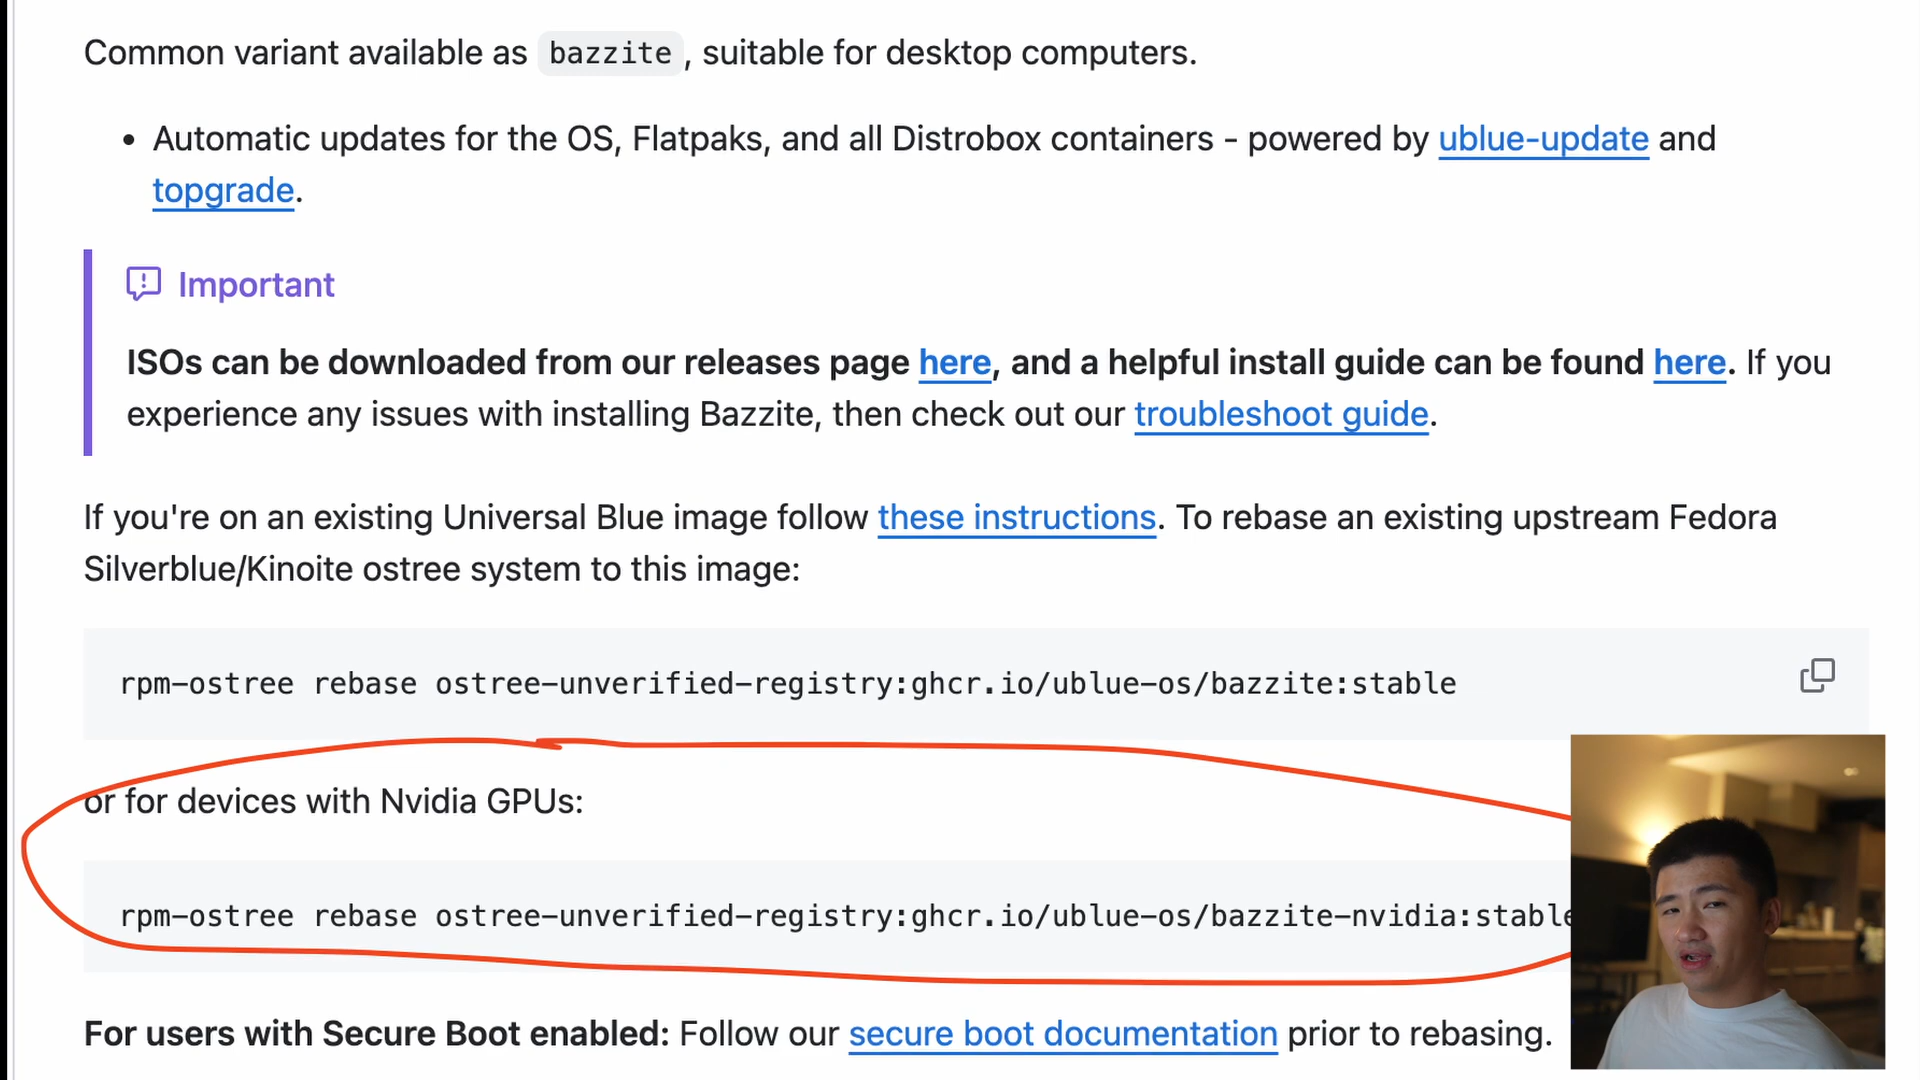 Common variant available as bazzite, suitable for desktop computers.
• Automatic updates for the OS, Flatpaks, and all Distrobox containers - powered by ublue-update and
topgrade.
Important
ISOs can be downloaded from our releases page here, and a helpful install guide can be found here. If you
experience any issues with installing Bazzite, then check out our troubleshoot guide.
If you're on an existing Universal Blue image follow these instructions. To rebase an existing upstream Fedora
Silverblue/Kinoite ostree system to this image:
rpm-ostree rebase ostree-unverified-registry:ghcr.io/ublue-os/bazzite:stable
or for devices with Nvidia GPUs:
rpm-ostree rebase ostree-unverified-registry:ghcr.io/ublue-os/bazzite-nvidia:stable
For users with Secure Boot enabled: Follow our secure boot documentation prior to rebasing.